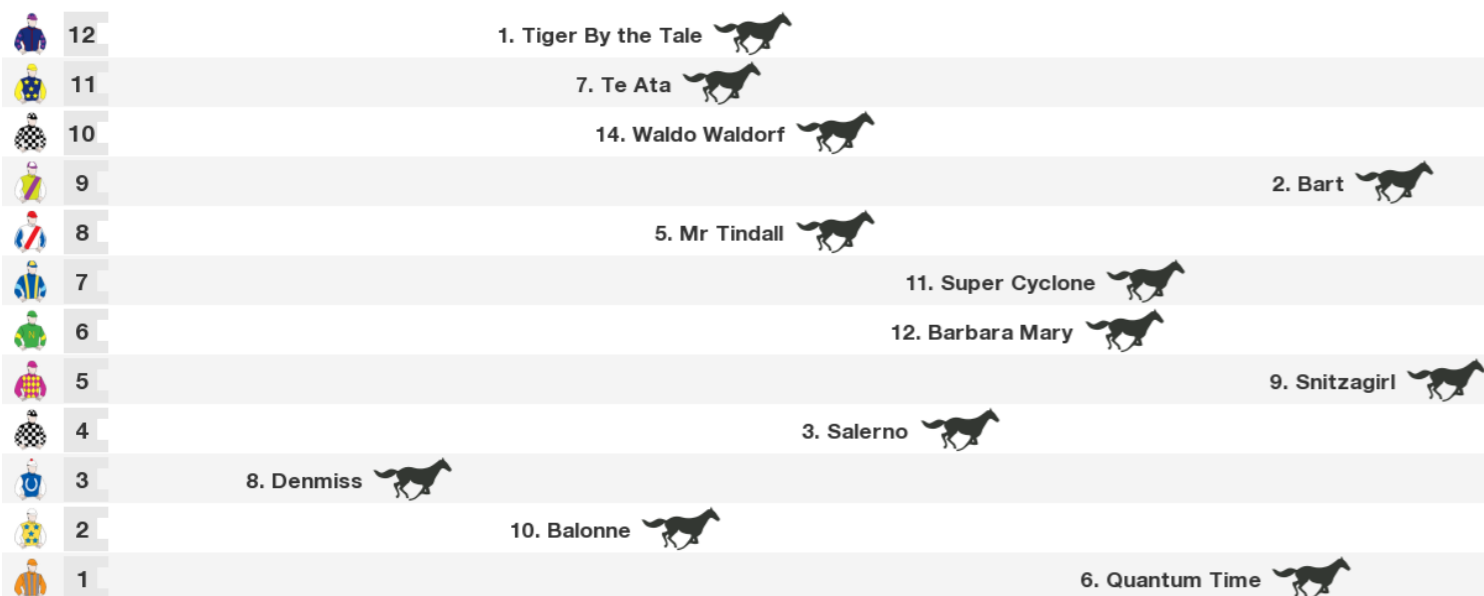 12 1. Tiger By the Tale
11 7. Te Ata
10 14. Waldo Waldorf
9 2. Bart
8 5. Mr Tindall
7 11. Super Cyclone
6 12. Barbara Mary
5 9. Snitzagirl
4 3. Salerno
3 8. Denmiss
2 10. Balonne
1 6. Quantum Time